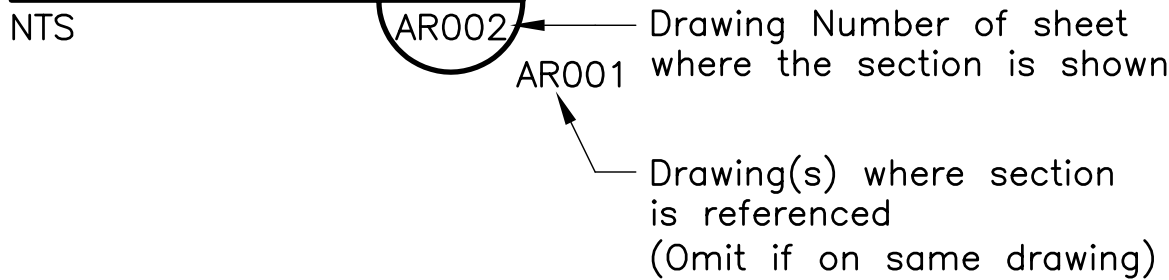 NTS
AR002
Drawing Number of sheet
where the section is shown
AR001
Drawing(s) where section
is referenced
(Omit if on same drawing)